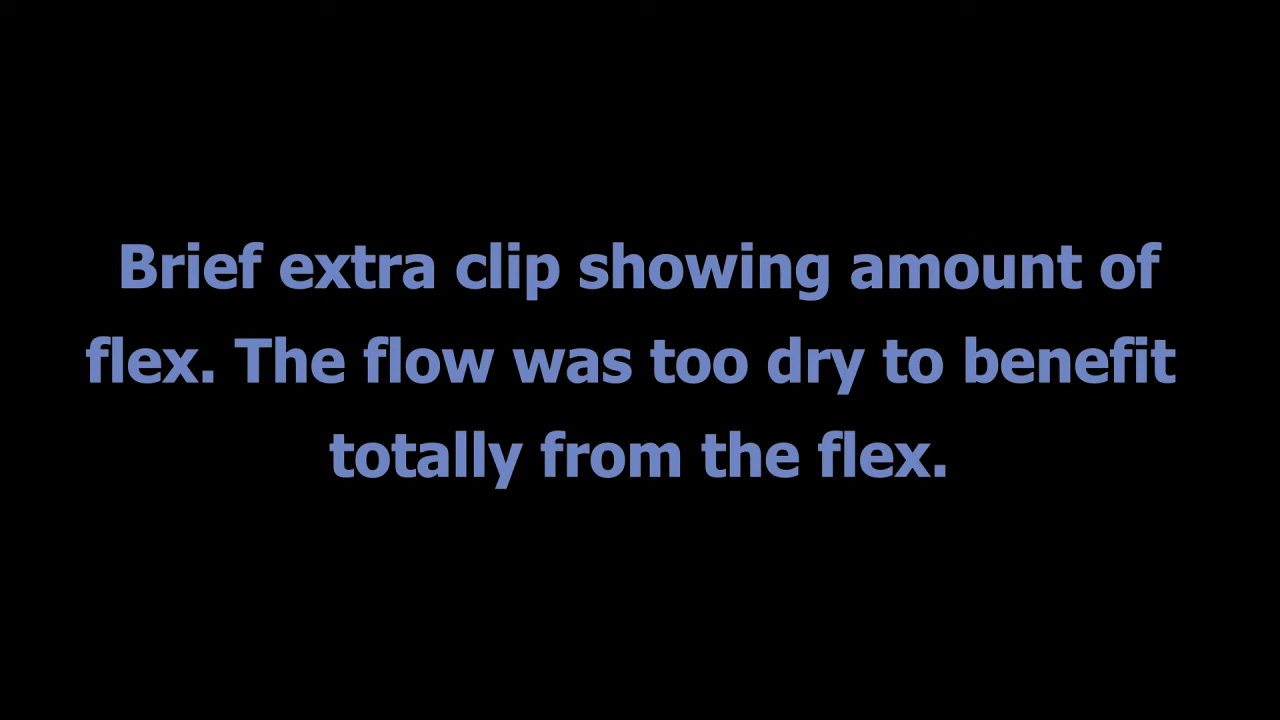 Brief extra clip showing amount of
flex. The flow was too dry to benefit
totally from the flex.